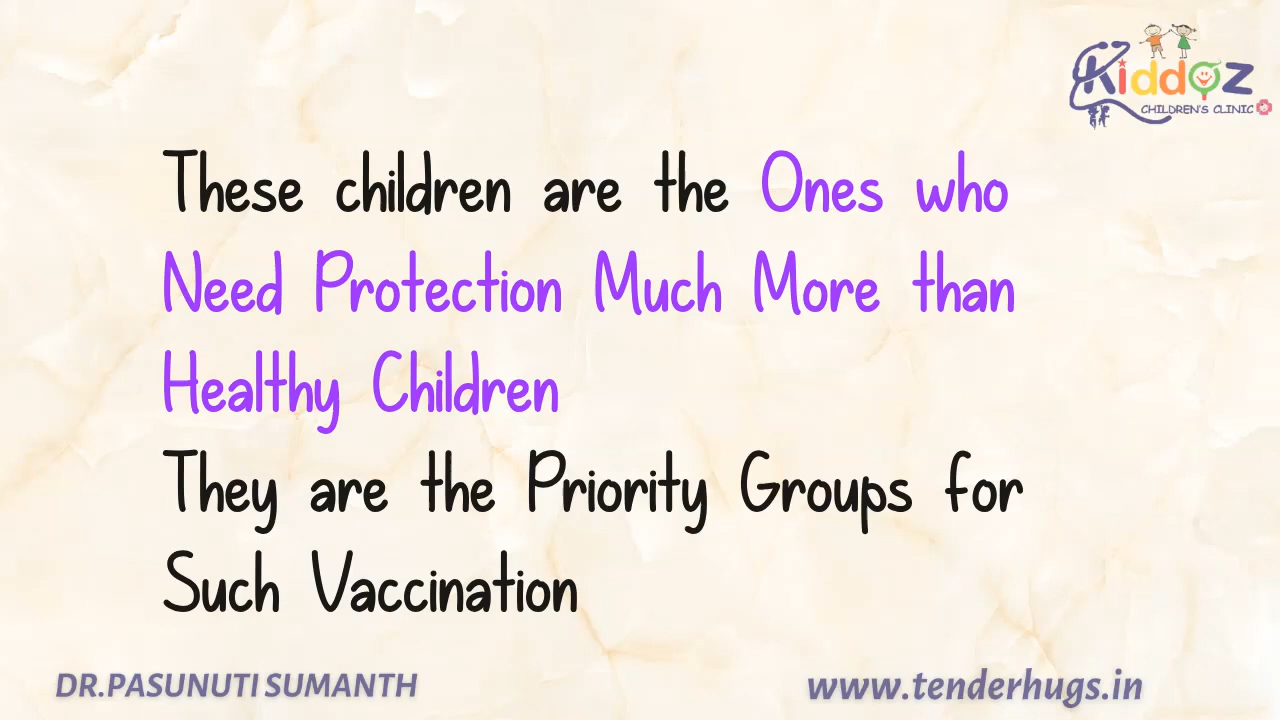 Kiddoz
CHILDREN'S CLINIC
These children are the Ones who
Need Protection Much More than
Healthy Children
They are the Priority Groups for
Such Vaccination
DR.PASUNUTI SUMANTH
www.tenderhugs.in